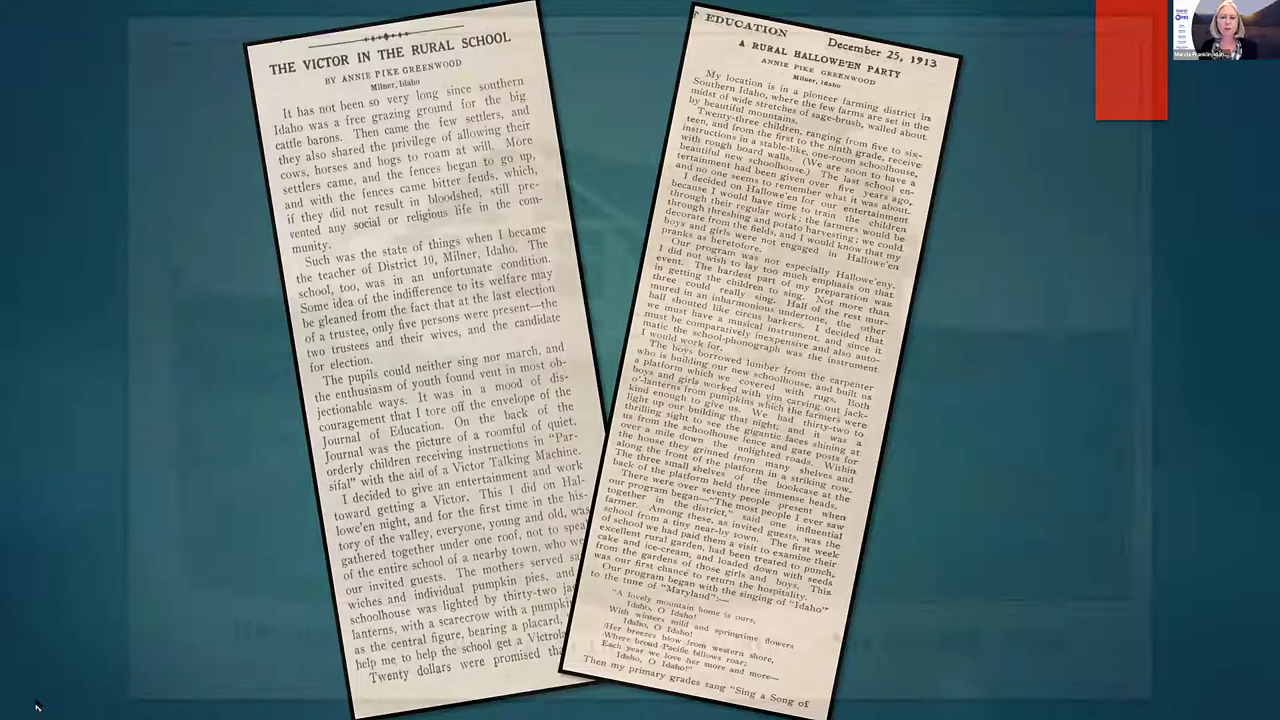 THE VICTOR IN THE RURAL SCHOOL
BY ANNIE PIKE GREENWOOD
Milner, Idaho
It has not been so very long since southern
Idaho was a free grazing ground for the big
cattle barons. Then came the few settlers, and
they also shared the privilege of allowing their
cows, horses and hogs to roam at will. More
settlers came, and the fences began to go up,
and with the fences came bitter feuds, which,
if they did not result in bloodshed, still pre-
vented any social or religious life in the com-
munity.
Such was the state of things when I became
the teacher of District 10, Milner, Idaho. The
school, too, was in an unfortunate condition.
Some idea of the indifference to its welfare may
be gleaned from the fact that at the last election
of a trustee, only five persons were present—the
two trustees and their wives, and the candidate
for election.
The pupils could neither sing nor march, and
the enthusiasm of youth found vent in most ob-
jectionable ways. It was in a mood of dis-
couragement that I tore off the envelope of the
Journal of Education. On the back of the
Journal was the picture of a roomful of quiet,
orderly children receiving instructions in "Par-
sifal" with the aid of a Victor Talking Machine.
I decided to give an entertainment and work
toward getting a Victor. This I did on Hal-
lowe'en night, and for the first time in the his-
tory of the valley, everyone, young and old, was
gathered together under one roof, not to spea
of the entire school of a nearby town, who we
our invited guests. The mothers served sa
wiches and individual pumpkin pies, and
schoolhouse was lighted by thirty-two ja
lanterns, with a scarecrow with a pumpki
as the central figure, bearing a placard,
help me to help the school get a Victrola
Twenty dollars were promised tha
F EDUCATION December 25, 1913
A RURAL HALLOWE'EN PARTY
ANNIE PIKE GREENWOOD
Milner, Idaho
My location is in a pioneer farming district in
Southern Idaho, where the few farms are set in the
midst of wide stretches of sage-brush, walled about
by beautiful mountains.
Twenty-three children, ranging from five to six-
teen, and from the first to the ninth grade, receive
instructions in a stable-like, one-room schoolhouse,
with rough board walls. (We are soon to have a
beautiful new schoolhouse.) The last school en-
tertainment had been given over five years ago,
and no one seems to remember what it was about.
I decided on Hallowe'en for our entertainment
because I would have time to train the children
through their regular work; the farmers would be
through threshing and potato harvesting; we could
decorate from the fields, and I would know that my
boys and girls were not engaged in Hallowe'en
pranks as heretofore.
Our program was not especially Hallowe'eny.
I did not wish to lay too much emphasis on that
event. The hardest part of my preparation was
in getting the children to sing. Not more than
three could really sing. Half of the rest mur-
mured in an inharmonious undertone, the other
half shouted like circus barkers. I decided that
we must have a musical instrument, and since it
must be comparatively inexpensive and also auto-
matic the school-phonograph was the instrument
I would work for.
The boys borrowed lumber from the carpenter
who is building our new schoolhouse, and built us
a platform which we covered with rugs. Both
boys and girls worked with vim carving out jack-
o'-lanterns from pumpkins which the farmers were
kind enough to give us. We had thirty-two to
light up our building that night, and it was a
thrilling sight to see the gigantic faces shining at
us from the schoolhouse fence and gate posts for
over a mile down the unlighted roads. Within
the house they grinned from many shelves and
along the front of the platform in a striking row.
The three small shelves of the bookcase at the
back of the platform held three immense heads.
There were over seventy people present when
our program began—"The most people I ever saw
together in the district," said one influential
farmer. Among these, as invited guests, was the
school from a tiny near-by town. The first week
of school we had paid them a visit to examine their
excellent rural garden, had been treated to punch,
cake and ice-cream, and loaded down with seeds
from the gardens of those girls and boys. This
was our first chance to return the hospitality.
Our program began with the singing of "Idaho"
to the tune of "Maryland":—
"A lovely mountain home is ours,
Idaho, O Idaho!
With winters mild and springtime flowers
Idaho, O Idaho!
Her breezes blow from western shore,
Where broad Pacific billows roar;
Each year we love her more and more—
Idaho, O Idaho!"
Then my primary grades sang "Sing a Song of
IDAHO
PBS